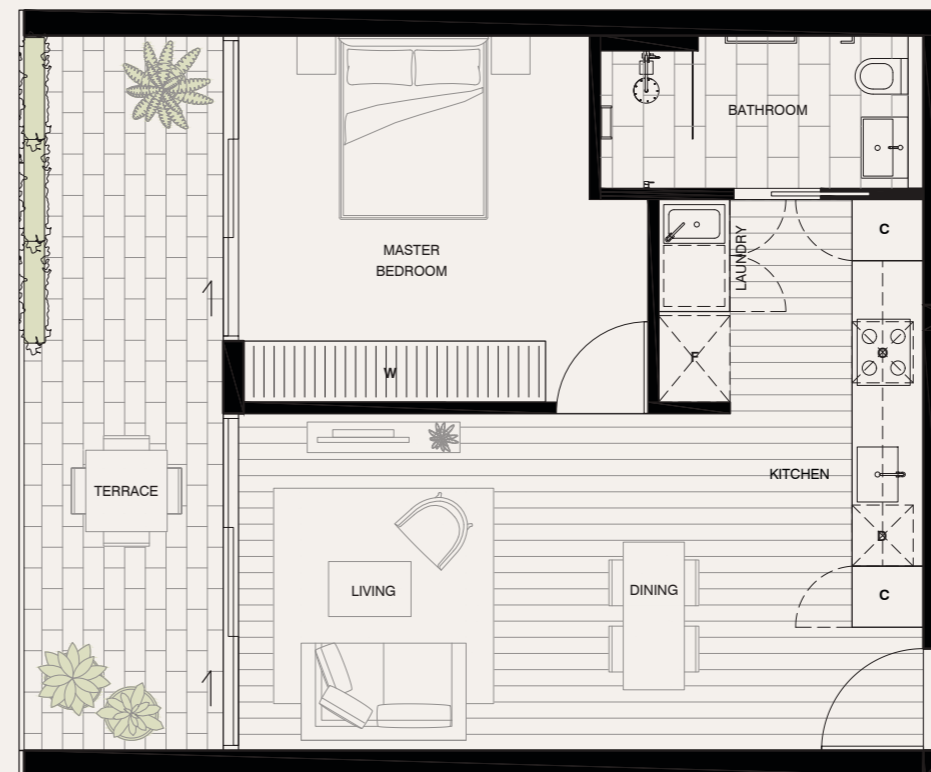 BATHROOM
MASTER
BEDROOM
LAUNDRY
C
F
W
KITCHEN
TERRACE
D
LIVING
DINING
C